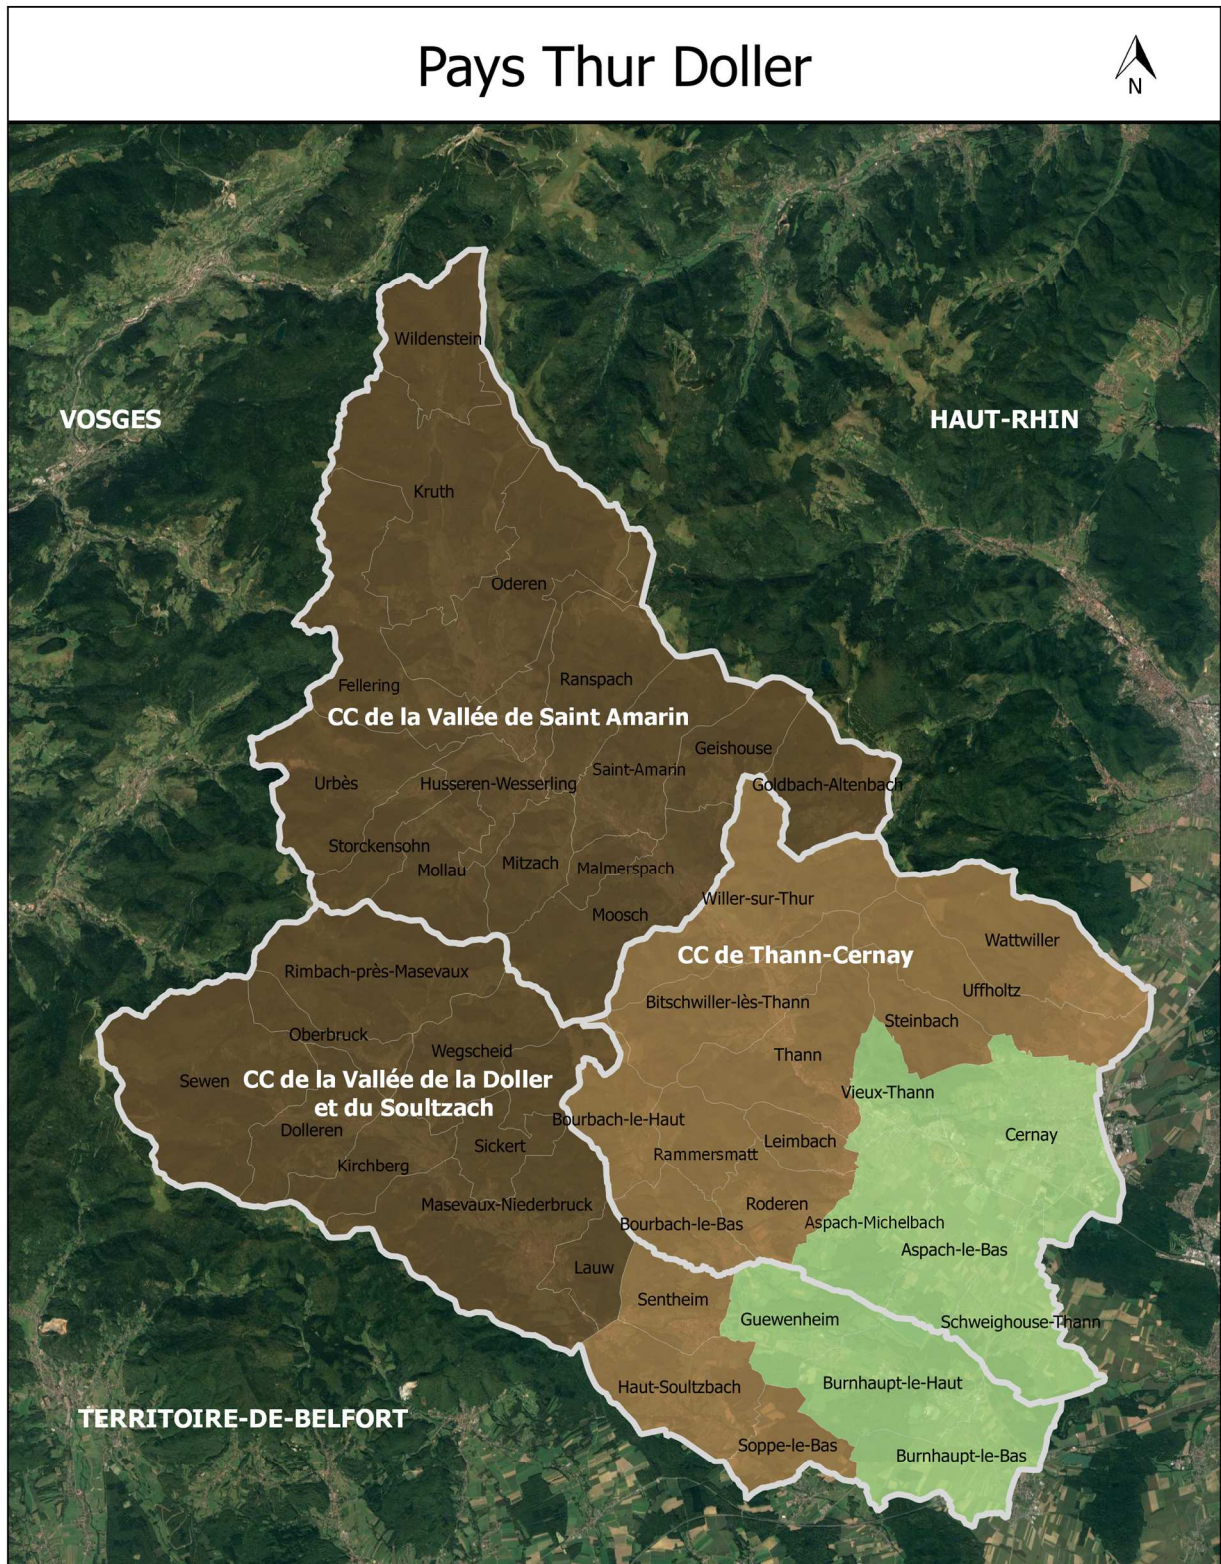 Pays Thur Doller
N
Wildenstein
VOSGES
HAUT-RHIN
Kruth
Oderen
Ranspach
Fellering
CC de la Vallée de Saint Amarin
Geishouse
Saint-Amarin
Urbès
Husseren-Wesserling
Goldbach-Altenbach
Storckensohn
Mollau
Mitzach
Malmerspach
Willer-sur-Thur
Moosch
Wattwiller
CC de Thann-Cernay
Rimbach-près-Masevaux
Uffholtz
Bitschwiller-lès-Thann
Steinbach
Oberbruck
Wegscheid
Thann
Sewen
CC de la Vallée de la Doller
et du Soultzach
Vieux-Thann
Bourbach-le-Haut
Dolleren
Cernay
Leimbach
Sickert
Rammersmatt
Kirchberg
Masevaux-Niederbruck
Roderen
Bourbach-le-Bas
Aspach-Michelbach
Aspach-le-Bas
Lauw
Sentheim
Guewenheim
Schweighouse-Thann
Haut-Soultzbach
Burnhaupt-le-Haut
TERRITOIRE-DE-BELFORT
Soppe-le-Bas
Burnhaupt-le-Bas